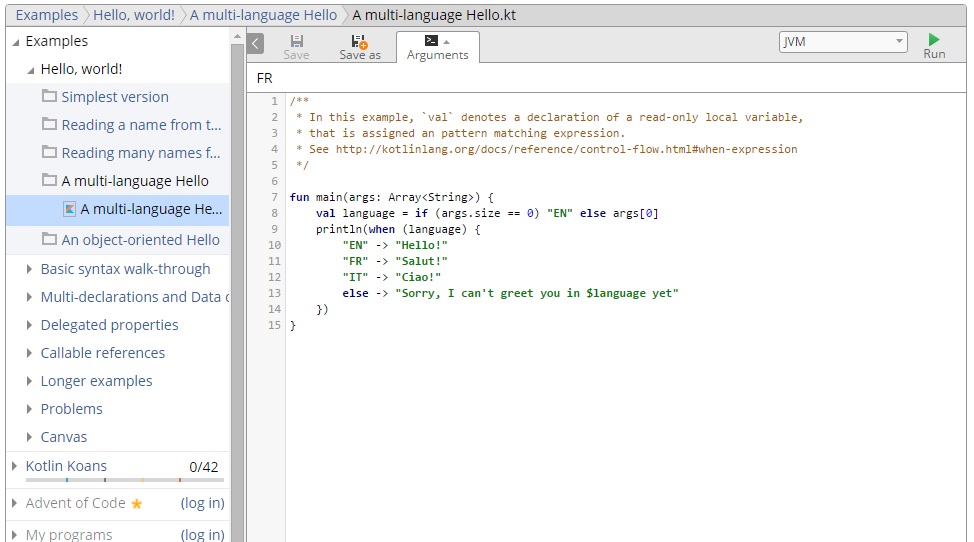 Examples Hello, world! A multi-language Hello A multi-language Hello.kt
Examples
Hello, world!
Simplest version
Reading a name from t...
Reading many names f...
A multi-language Hello
A multi-language He...
An object-oriented Hello
Basic syntax walk-through
Multi-declarations and Data
Delegated properties
Callable references
Longer examples
Problems
Canvas
Kotlin Koans 0/42
Advent of Code (log in)
My programs (log in)
Save Save as Arguments JVM Run
FR
1 /**
2 * In this example, `val` denotes a declaration of a read-only local variable,
3 * that is assigned an pattern matching expression.
4 * See http://kotlinlang.org/docs/reference/control-flow.html#when-expression
5 */
6
7 fun main(args: Array<String>) {
8 val language = if (args.size == 0) "EN" else args[0]
9 println(when (language) {
10 "EN" -> "Hello!"
11 "FR" -> "Salut!"
12 "IT" -> "Ciao!"
13 else -> "Sorry, I can't greet you in $language yet"
14 })
15 }